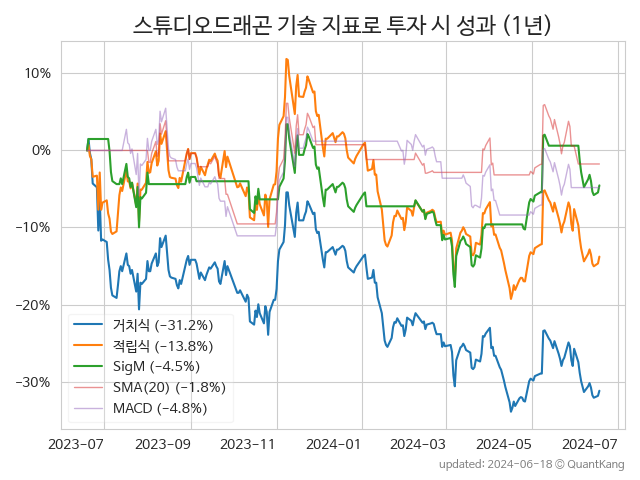 스튜디오드래곤 기술 지표로 투자 시 성과 (1년)
10%
0%
−10%
−20%
−30%
거치식 (−31.2%)
적립식 (−13.8%)
SigM (−4.5%)
SMA(20) (−1.8%)
MACD (−4.8%)
2023−07 2023−09 2023−11 2024−01 2024−03 2024−05 2024−07
updated: 2024−06−18 ⓒ QuantKang